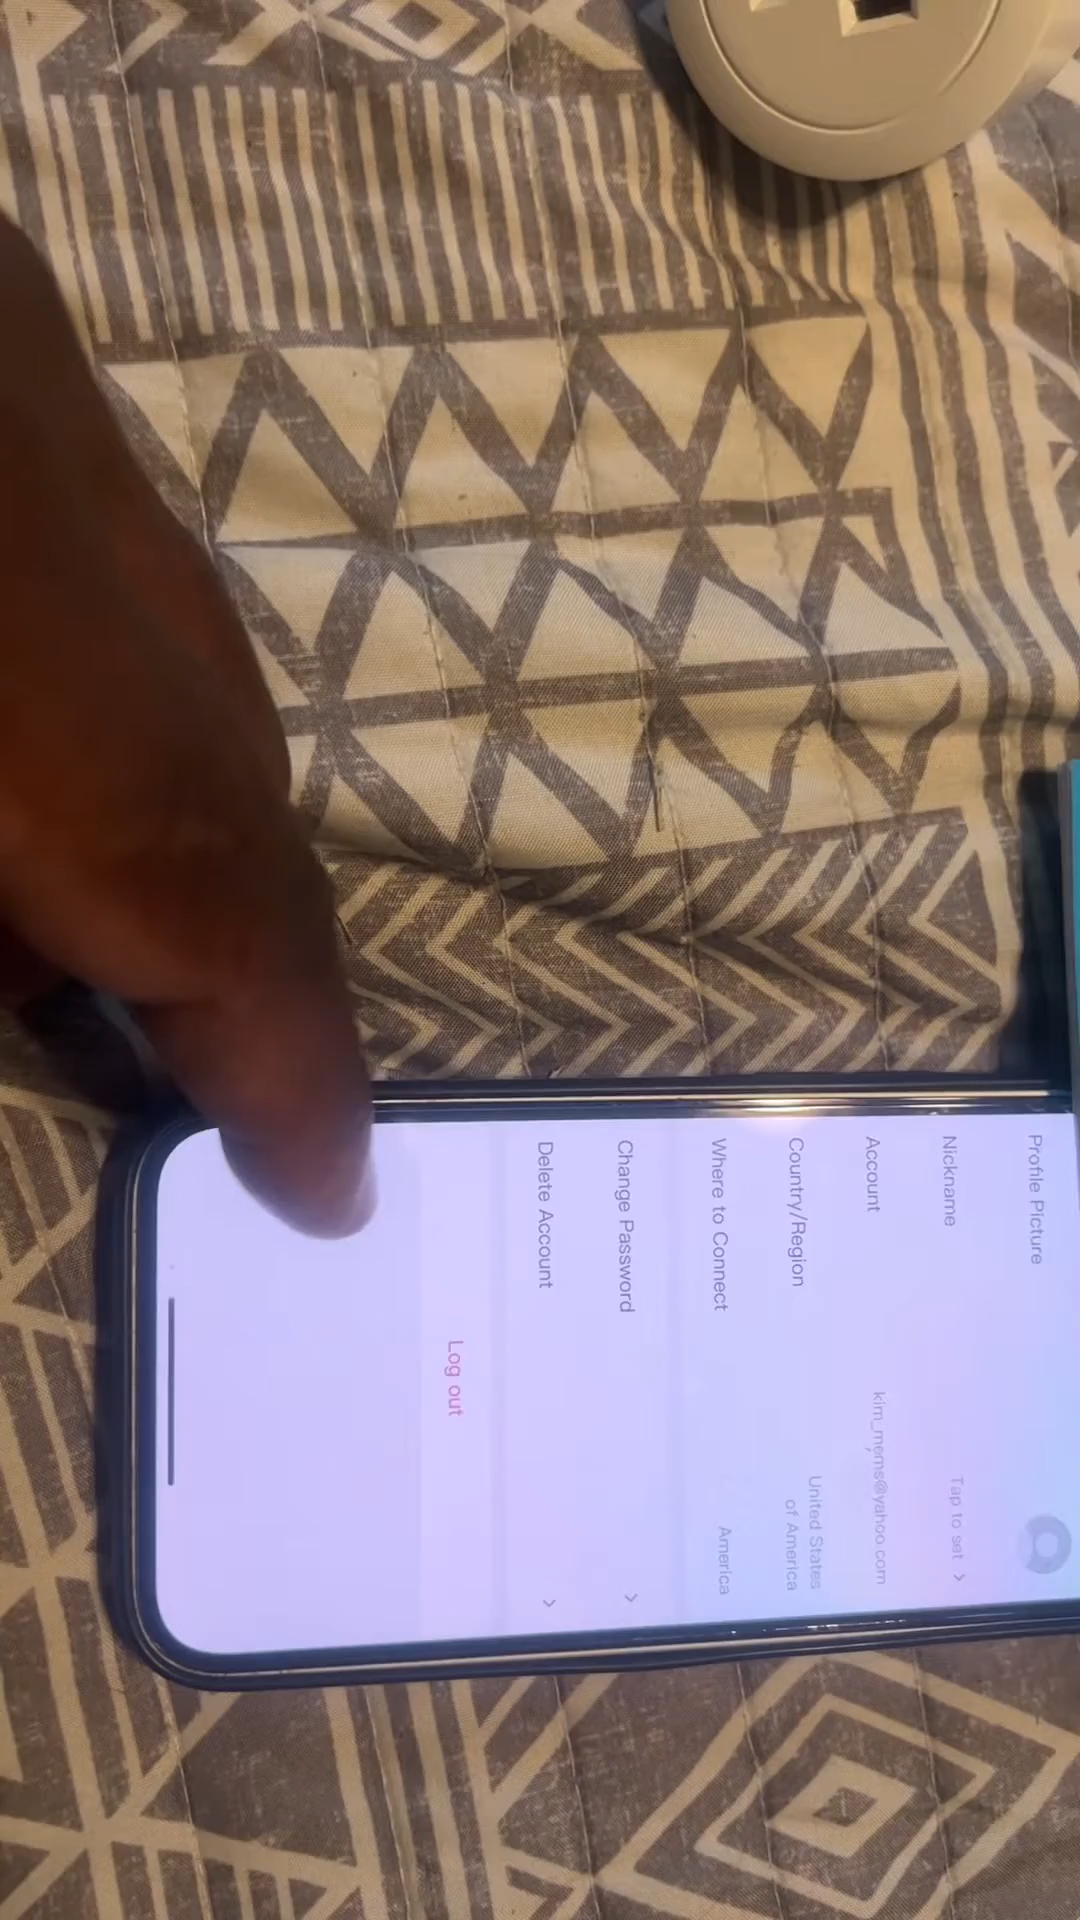 Profile Picture
Nickname
Tap to set >
Account
kim_mems@yahoo.com
Country/Region
United States
of America
Where to Connect
America
Change Password
>
Delete Account
>
Log out